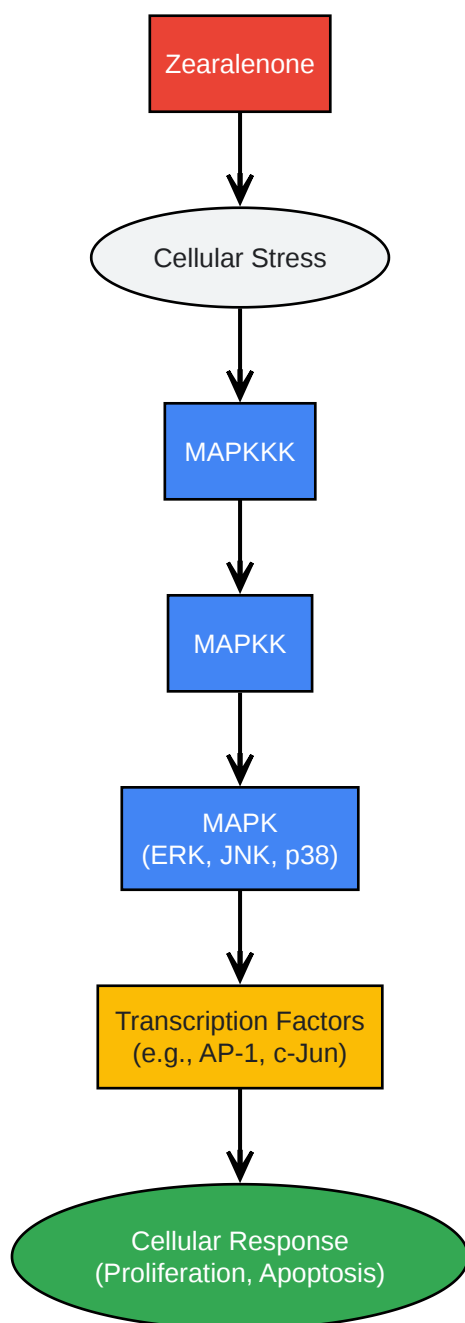 Zearalenone
Cellular Stress
MAPKKK
MAPKK
MAPK
(ERK, JNK, p38)
Transcription Factors
(e.g., AP-1, c-Jun)
Cellular Response
(Proliferation, Apoptosis)